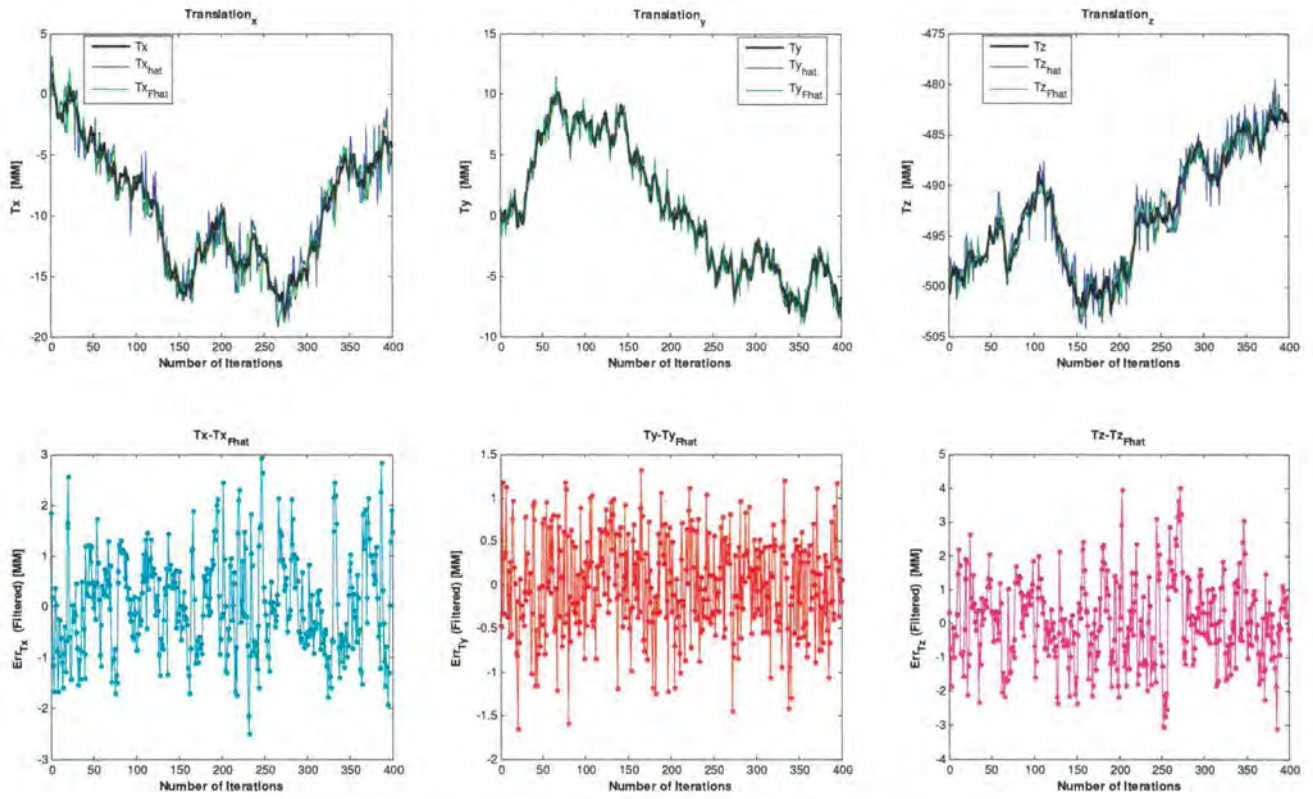 Translation_x
5
0
-5
-10
-15
-20
Tx [MM]
Tx
Tx_hat
Tx_Fhat
0 50 100 150 200 250 300 350 400
Number of Iterations
Translation_y
15
10
5
0
-5
-10
Ty [MM]
Ty
Ty_hat
Ty_Fhat
0 50 100 150 200 250 300 350 400
Number of Iterations
Translation_z
-475
-480
-485
-490
-495
-500
-505
Tz [MM]
Tz
Tz_hat
Tz_Fhat
0 50 100 150 200 250 300 350 400
Number of Iterations
Tx-Tx_Fhat
3
2
1
0
-1
-2
-3
Err_Tx (Filtered) [MM]
0 50 100 150 200 250 300 350 400
Number of Iterations
Ty-Ty_Fhat
1.5
1
0.5
0
-0.5
-1
-1.5
-2
Err_Ty (Filtered) [MM]
0 50 100 150 200 250 300 350 400
Number of Iterations
Tz-Tz_Fhat
5
4
3
2
1
0
-1
-2
-3
-4
Err_Tz (Filtered) [MM]
0 50 100 150 200 250 300 350 400
Number of Iterations